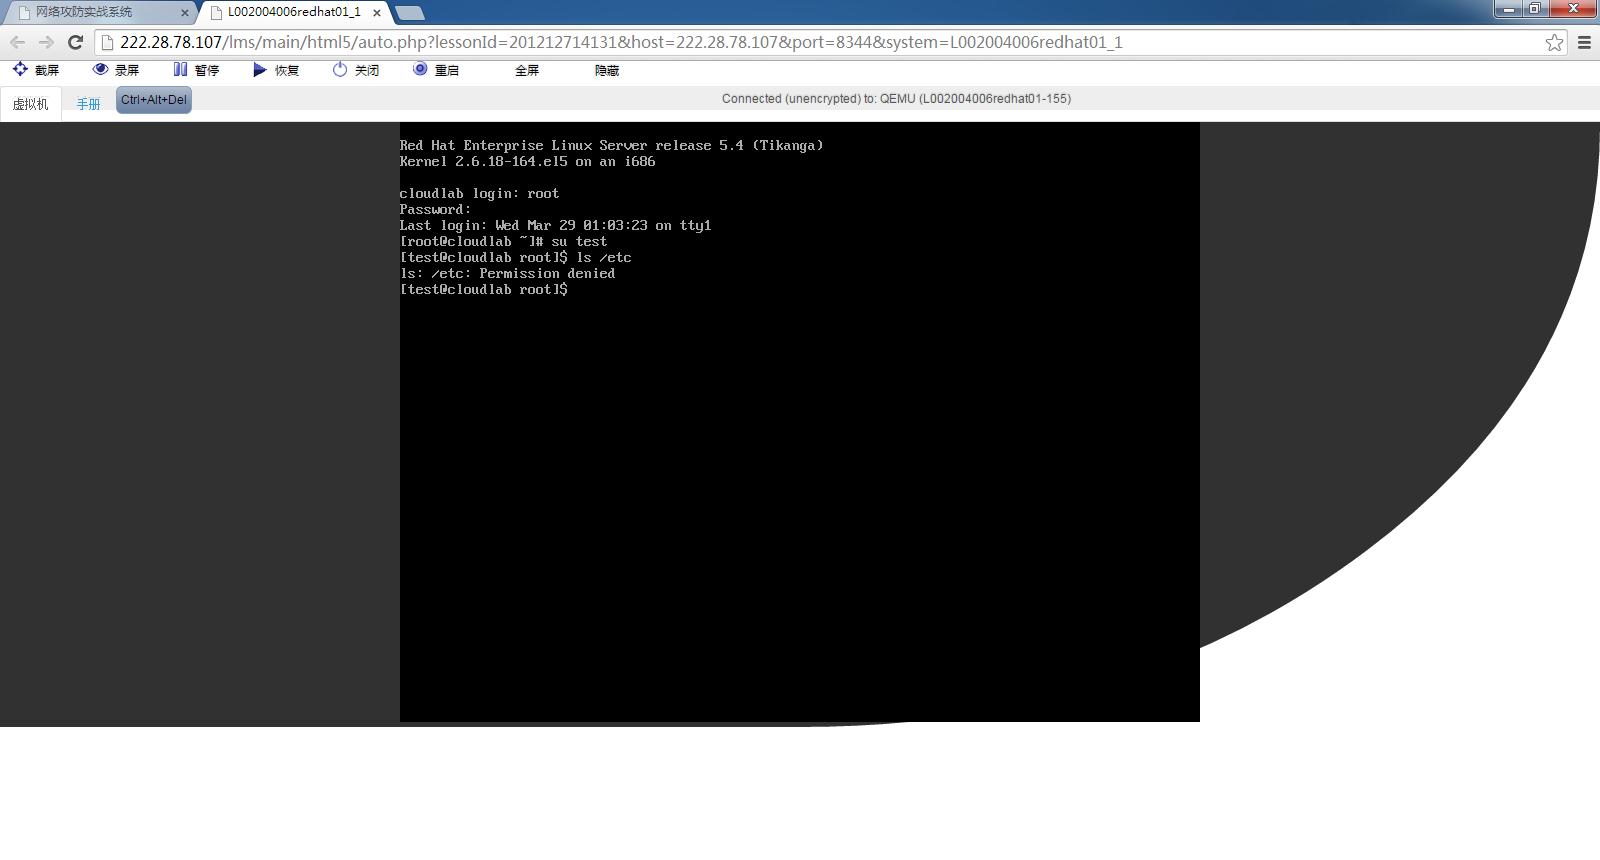 网络攻防实战系统
L002004006redhat01_1
222.28.78.107/lms/main/html5/auto.php?lessonId=201212714131&host=222.28.78.107&port=8344&system=L002004006redhat01_1
截屏 录屏 暂停 恢复 关闭 重启 全屏 隐藏
虚拟机 手册 Ctrl+Alt+Del Connected (unencrypted) to: QEMU (L002004006redhat01-155)
Red Hat Enterprise Linux Server release 5.4 (Tikanga)
Kernel 2.6.18-164.el5 on an i686
cloudlab login: root
Password:
Last login: Wed Mar 29 01:03:23 on tty1
[root@cloudlab ~]# su test
[test@cloudlab root]$ ls /etc
ls: /etc: Permission denied
[test@cloudlab root]$